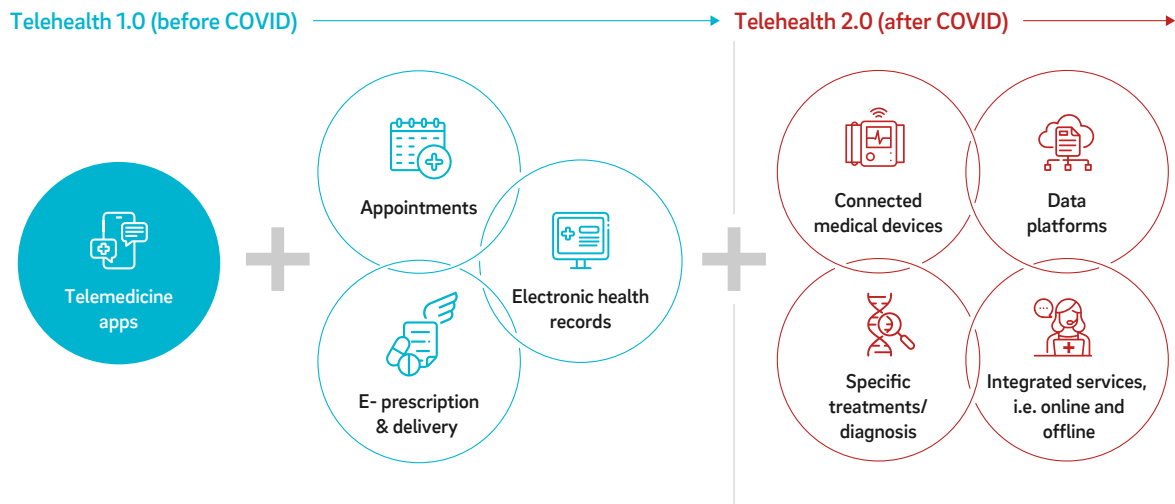 Telehealth 1.0 (before COVID)
Telehealth 2.0 (after COVID)
Telemedicine
apps
Appointments
Electronic health
records
E- prescription
& delivery
Connected
medical devices
Data
platforms
Specific
treatments/
diagnosis
Integrated services,
i.e. online and
offline